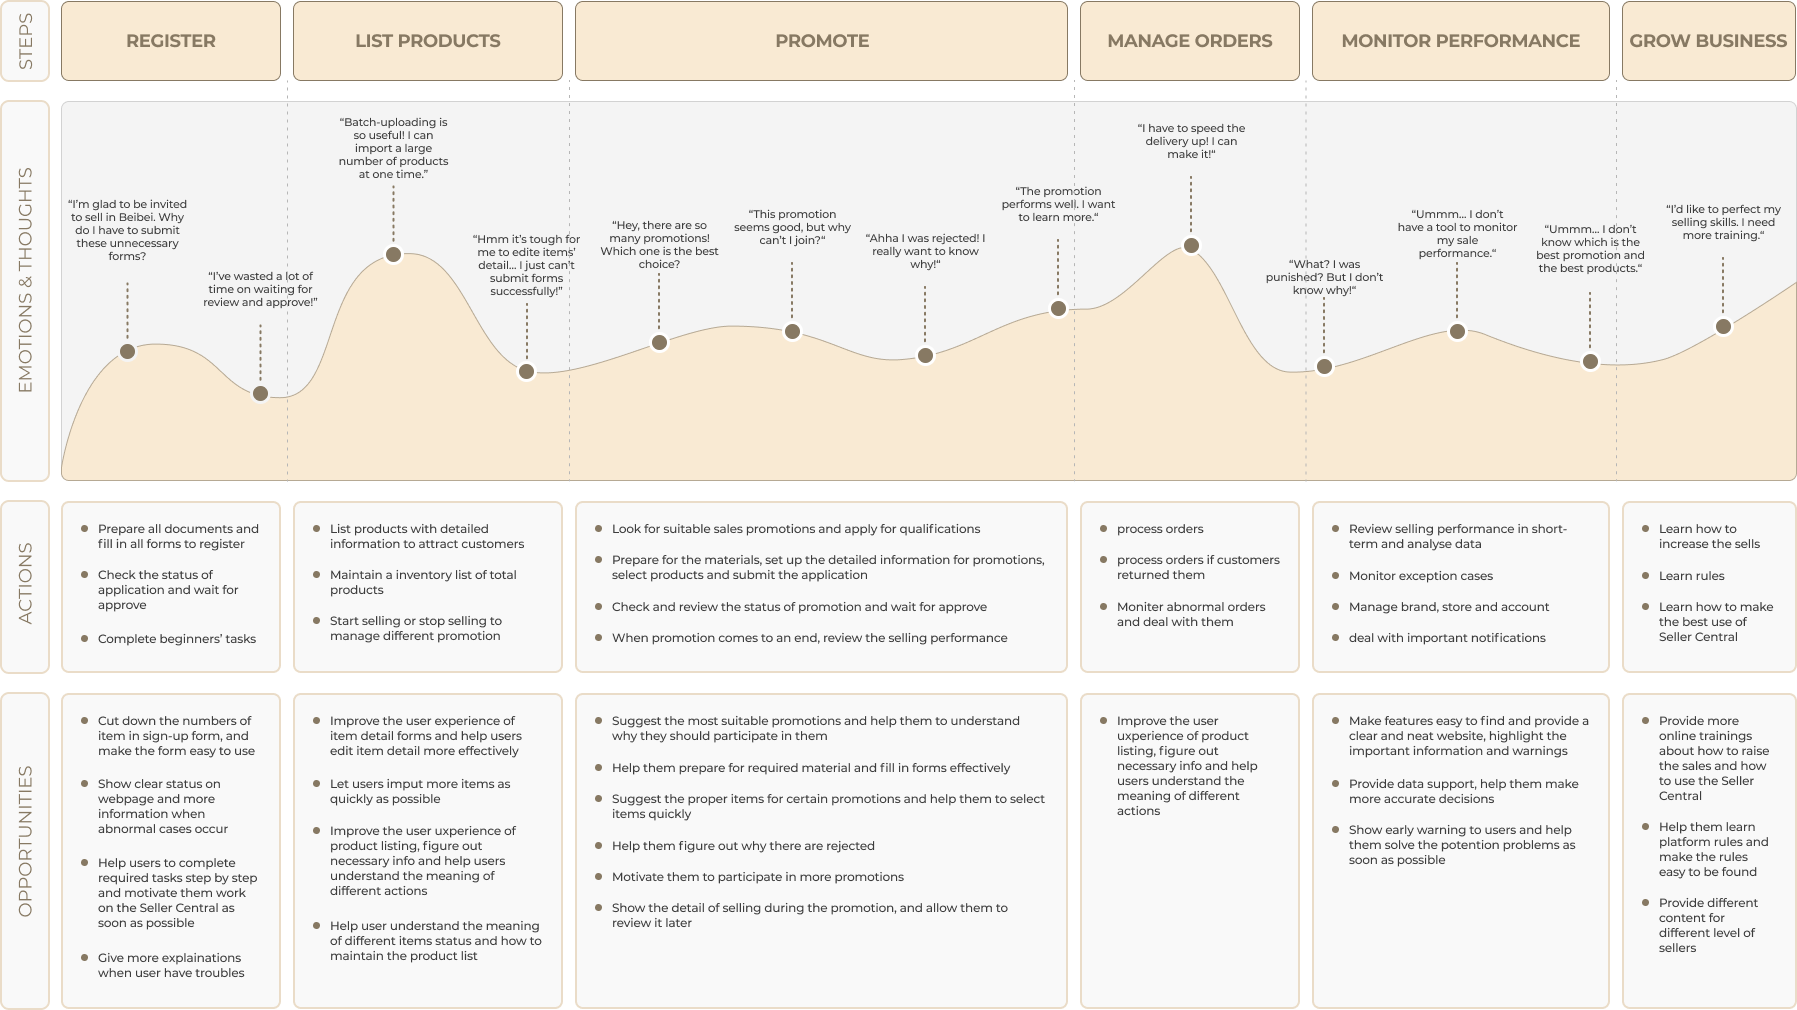 STEPS
REGISTER
LIST PRODUCTS
PROMOTE
MANAGE ORDERS
MONITOR PERFORMANCE
GROW BUSINESS
EMOTIONS & THOUGHTS
“I’m glad to be invited
to sell in Beibei. Why
do I have to submit
these unnecessary
forms?
“I’ve wasted a lot of
time on waiting for
review and approve!”
“Batch-uploading is
so useful! I can
import a large
number of products
at one time.”
“Hmm it’s tough for
me to edite items’
detail... I just can’t
submit forms
successfully!”
“Hey, there are so
many promotions!
Which one is the best
choice?
“This promotion
seems good, but why
can’t I join?“
“Ahha I was rejected! I
really want to know
why!“
“The promotion
performs well. I want
to learn more.“
“I have to speed the
delivery up! I can
make it!“
“What? I was
punished? But I don’t
know why!“
“Ummm... I don’t
have a tool to monitor
my sale
performance.“
“Ummm... I don’t
know which is the
best promotion and
the best products.“
“I’d like to perfect my
selling skills. I need
more training.“
ACTIONS
Prepare all documents and
fill in all forms to register
Check the status of
application and wait for
approve
Complete beginners’ tasks
List products with detailed
information to attract customers
Maintain a inventory list of total
products
Start selling or stop selling to
manage different promotion
Look for suitable sales promotions and apply for qualifications
Prepare for the materials, set up the detailed information for promotions,
select products and submit the application
Check and review the status of promotion and wait for approve
When promotion comes to an end, review the selling performance
process orders
process orders if customers
returned them
Moniter abnormal orders
and deal with them
Review selling performance in short-
term and analyse data
Monitor exception cases
Manage brand, store and account
deal with important notifications
Learn how to
increase the sells
Learn rules
Learn how to make
the best use of
Seller Central
OPPORTUNITIES
Cut down the numbers of
item in sign-up form, and
make the form easy to use
Show clear status on
webpage and more
information when
abnormal cases occur
Help users to complete
required tasks step by step
and motivate them work
on the Seller Central as
soon as possible
Give more explainations
when user have troubles
Improve the user experience of
item detail forms and help users
edit item detail more effectively
Let users imput more items as
quickly as possible
Improve the user uxperience of
product listing, figure out
necessary info and help users
understand the meaning of
different actions
Help user understand the meaning
of different items status and how to
maintain the product list
Suggest the most suitable promotions and help them to understand
why they should participate in them
Help them prepare for required material and fill in forms effectively
Suggest the proper items for certain promotions and help them to select
items quickly
Help them figure out why there are rejected
Motivate them to participate in more promotions
Show the detail of selling during the promotion, and allow them to
review it later
Improve the user
uxperience of product
listing, figure out
necessary info and help
users understand the
meaning of different
actions
Make features easy to find and provide a
clear and neat website, highlight the
important information and warnings
Provide data support, help them make
more accurate decisions
Show early warning to users and help
them solve the potention problems as
soon as possible
Provide more
online trainings
about how to raise
the sales and how
to use the Seller
Central
Help them learn
platform rules and
make the rules
easy to be found
Provide different
content for
different level of
sellers